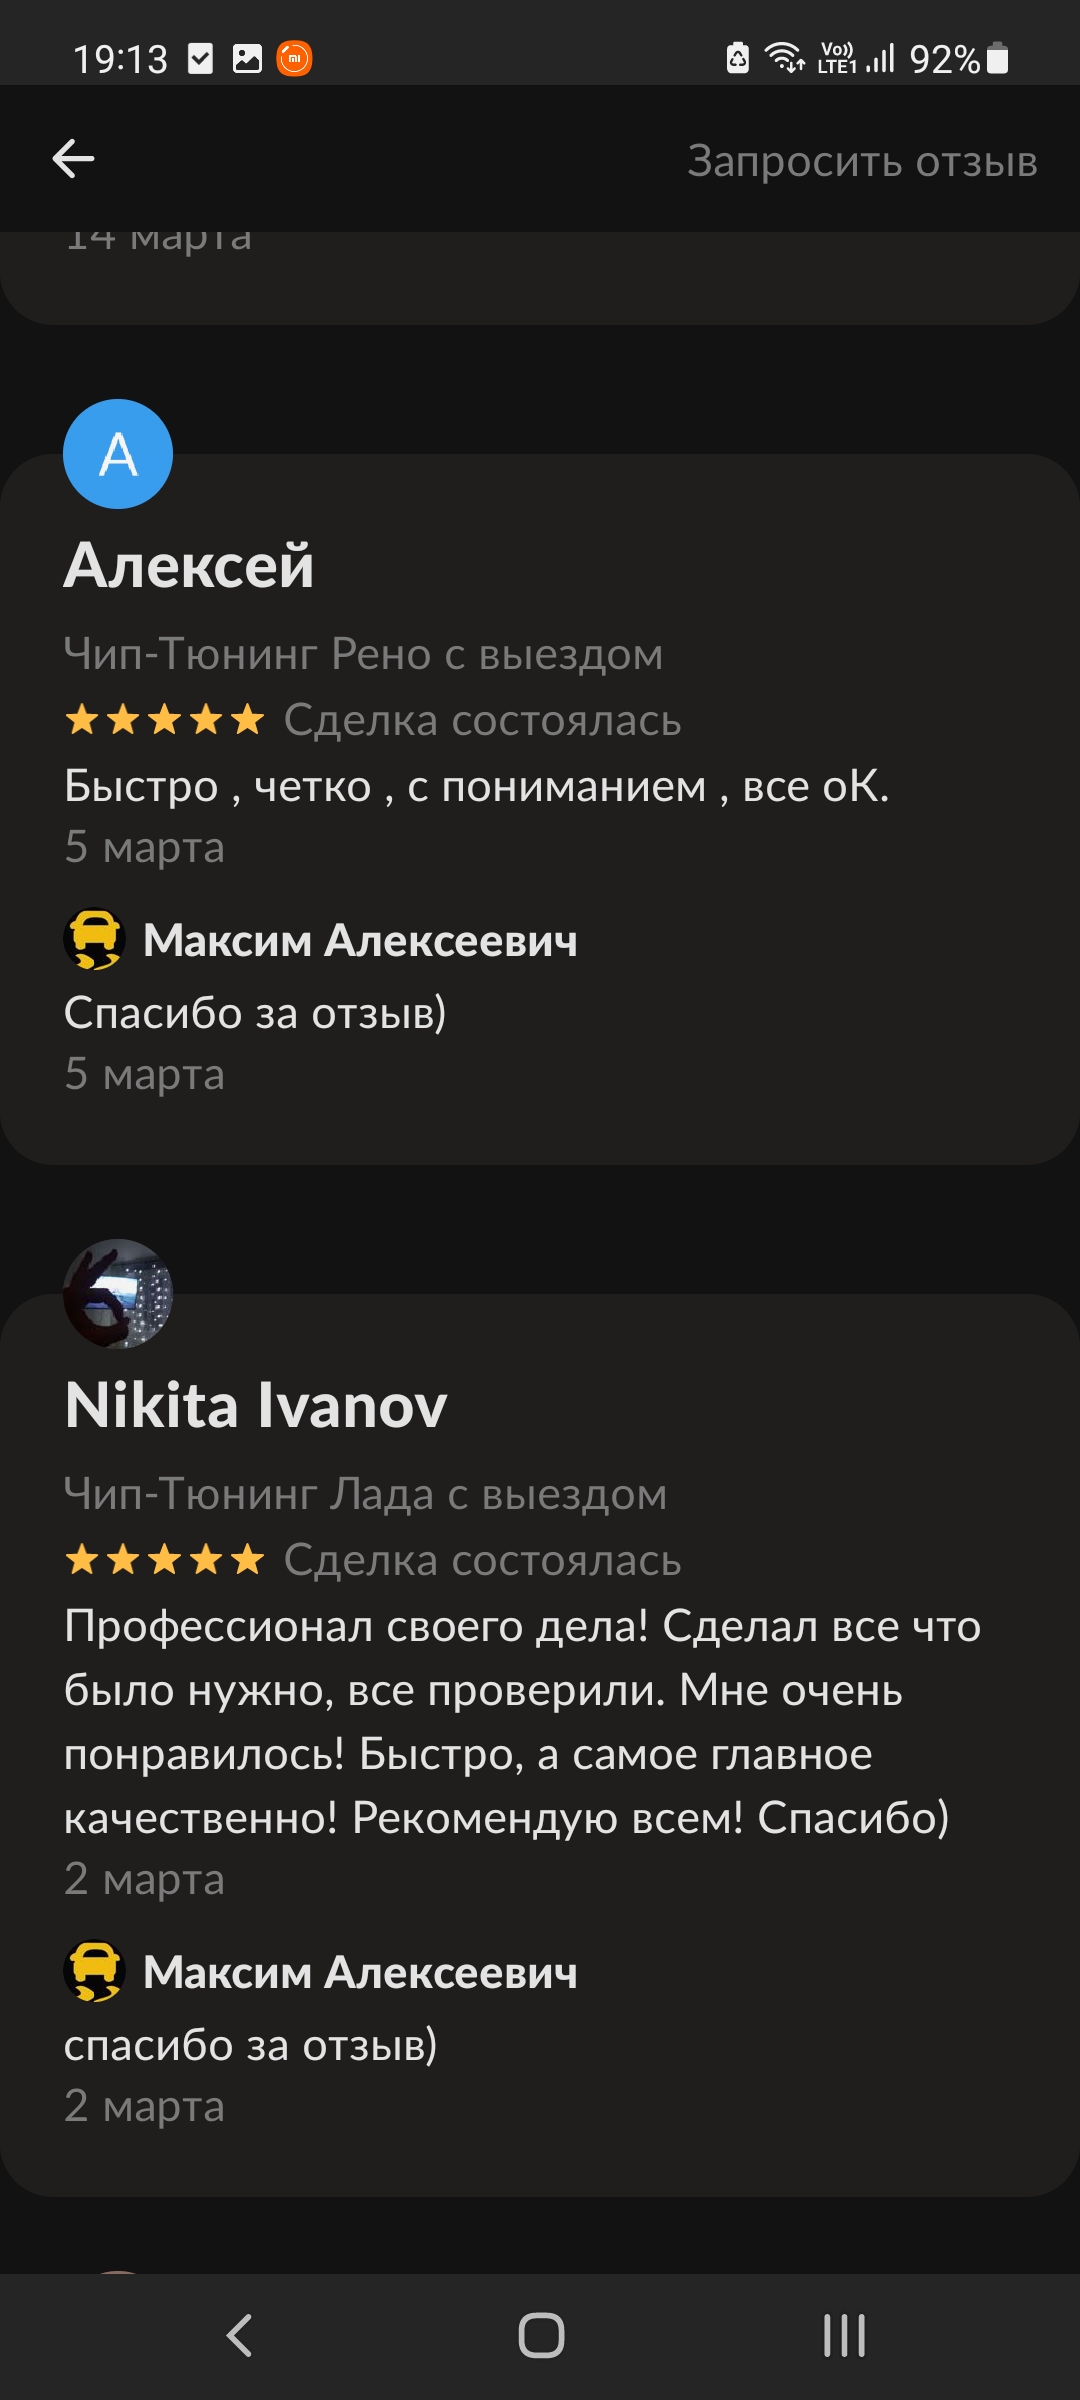 19:13
Vo))
LTE1
92%
Запросить отзыв
14 марта
А
Алексей
Чип-Тюнинг Рено с выездом
Сделка состоялась
Быстро , четко , с пониманием , все оК.
5 марта
Максим Алексеевич
Спасибо за отзыв)
5 марта
Nikita Ivanov
Чип-Тюнинг Лада с выездом
Сделка состоялась
Профессионал своего дела! Сделал все что
было нужно, все проверили. Мне очень
понравилось! Быстро, а самое главное
качественно! Рекомендую всем! Спасибо)
2 марта
Максим Алексеевич
спасибо за отзыв)
2 марта